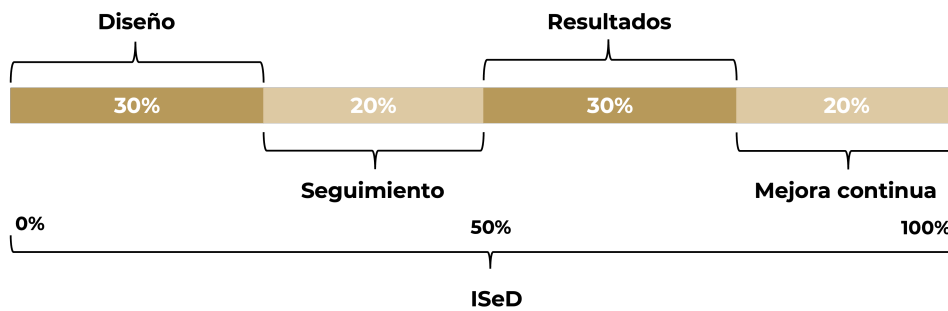 Diseño
Resultados
30%
20%
30%
20%
Seguimiento
Mejora continua
0%
50%
100%
ISeD